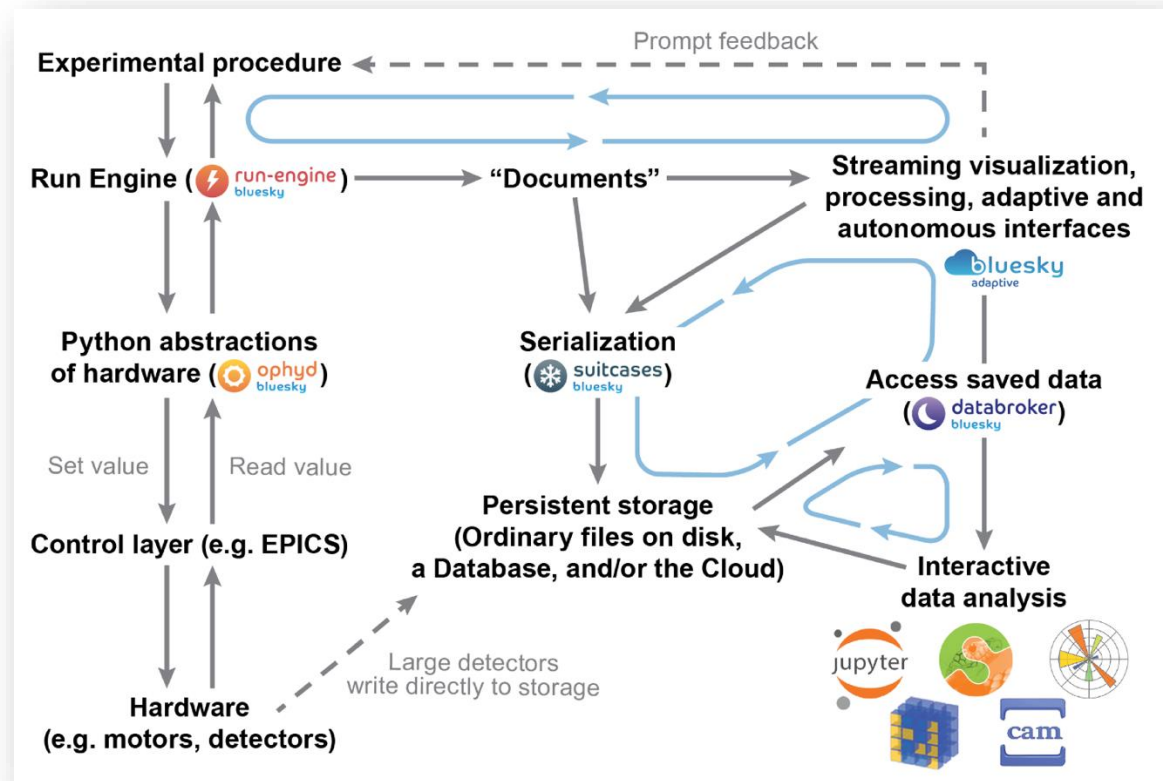 Prompt feedback
Experimental procedure
Run Engine ( run-engine bluesky )
“Documents”
Streaming visualization,
processing, adaptive and
autonomous interfaces
bluesky
adaptive
Python abstractions
of hardware ( ophyd bluesky )
Serialization
( suitcases bluesky )
Access saved data
( databroker bluesky )
Set value
Read value
Persistent storage
(Ordinary files on disk,
a Database, and/or the Cloud)
Control layer (e.g. EPICS)
Interactive
data analysis
Large detectors
write directly to storage
jupyter
Hardware
(e.g. motors, detectors)
cam